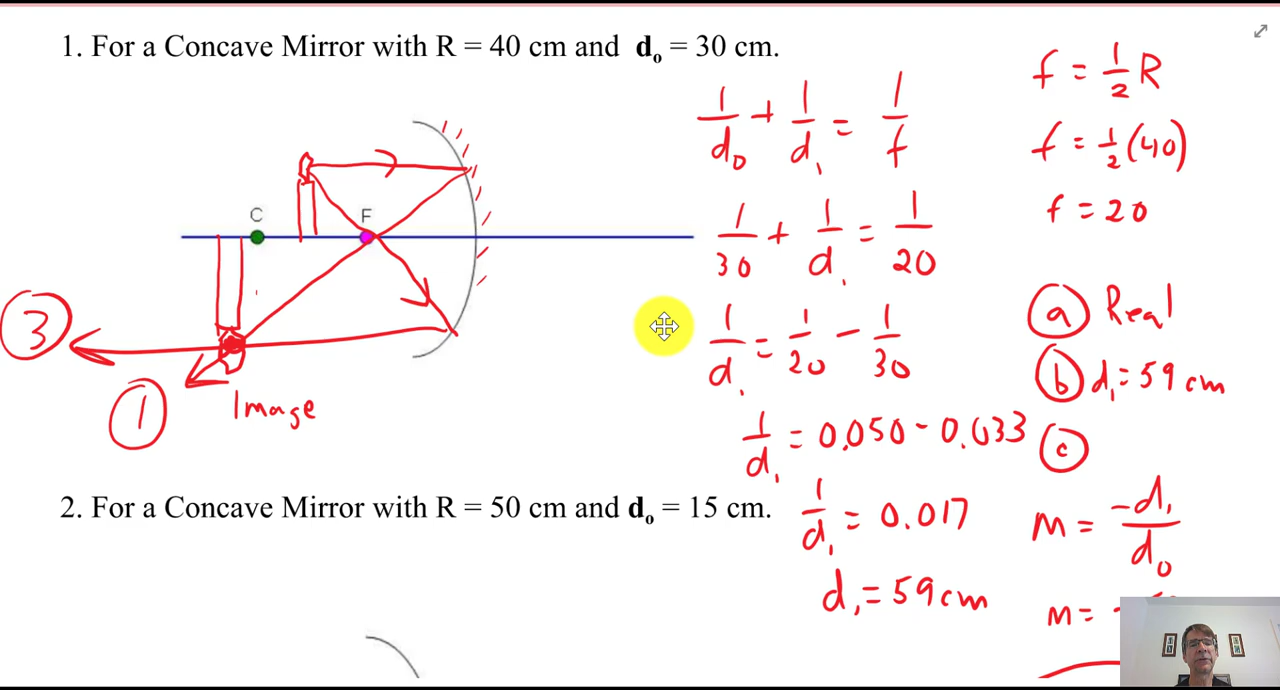 1. For a Concave Mirror with R = 40 cm and dₒ = 30 cm.
C
F
3
1
Image
1/d₀ + 1/dᵢ = 1/f
1/30 + 1/dᵢ = 1/20
1/dᵢ = 1/20 - 1/30
1/dᵢ = 0.050 - 0.033
1/dᵢ = 0.017
dᵢ = 59 cm
f = 1/2 R
f = 1/2 (40)
f = 20
a Real
b dᵢ = 59 cm
c
M = -dᵢ/d₀
M = -
2. For a Concave Mirror with R = 50 cm and dₒ = 15 cm.